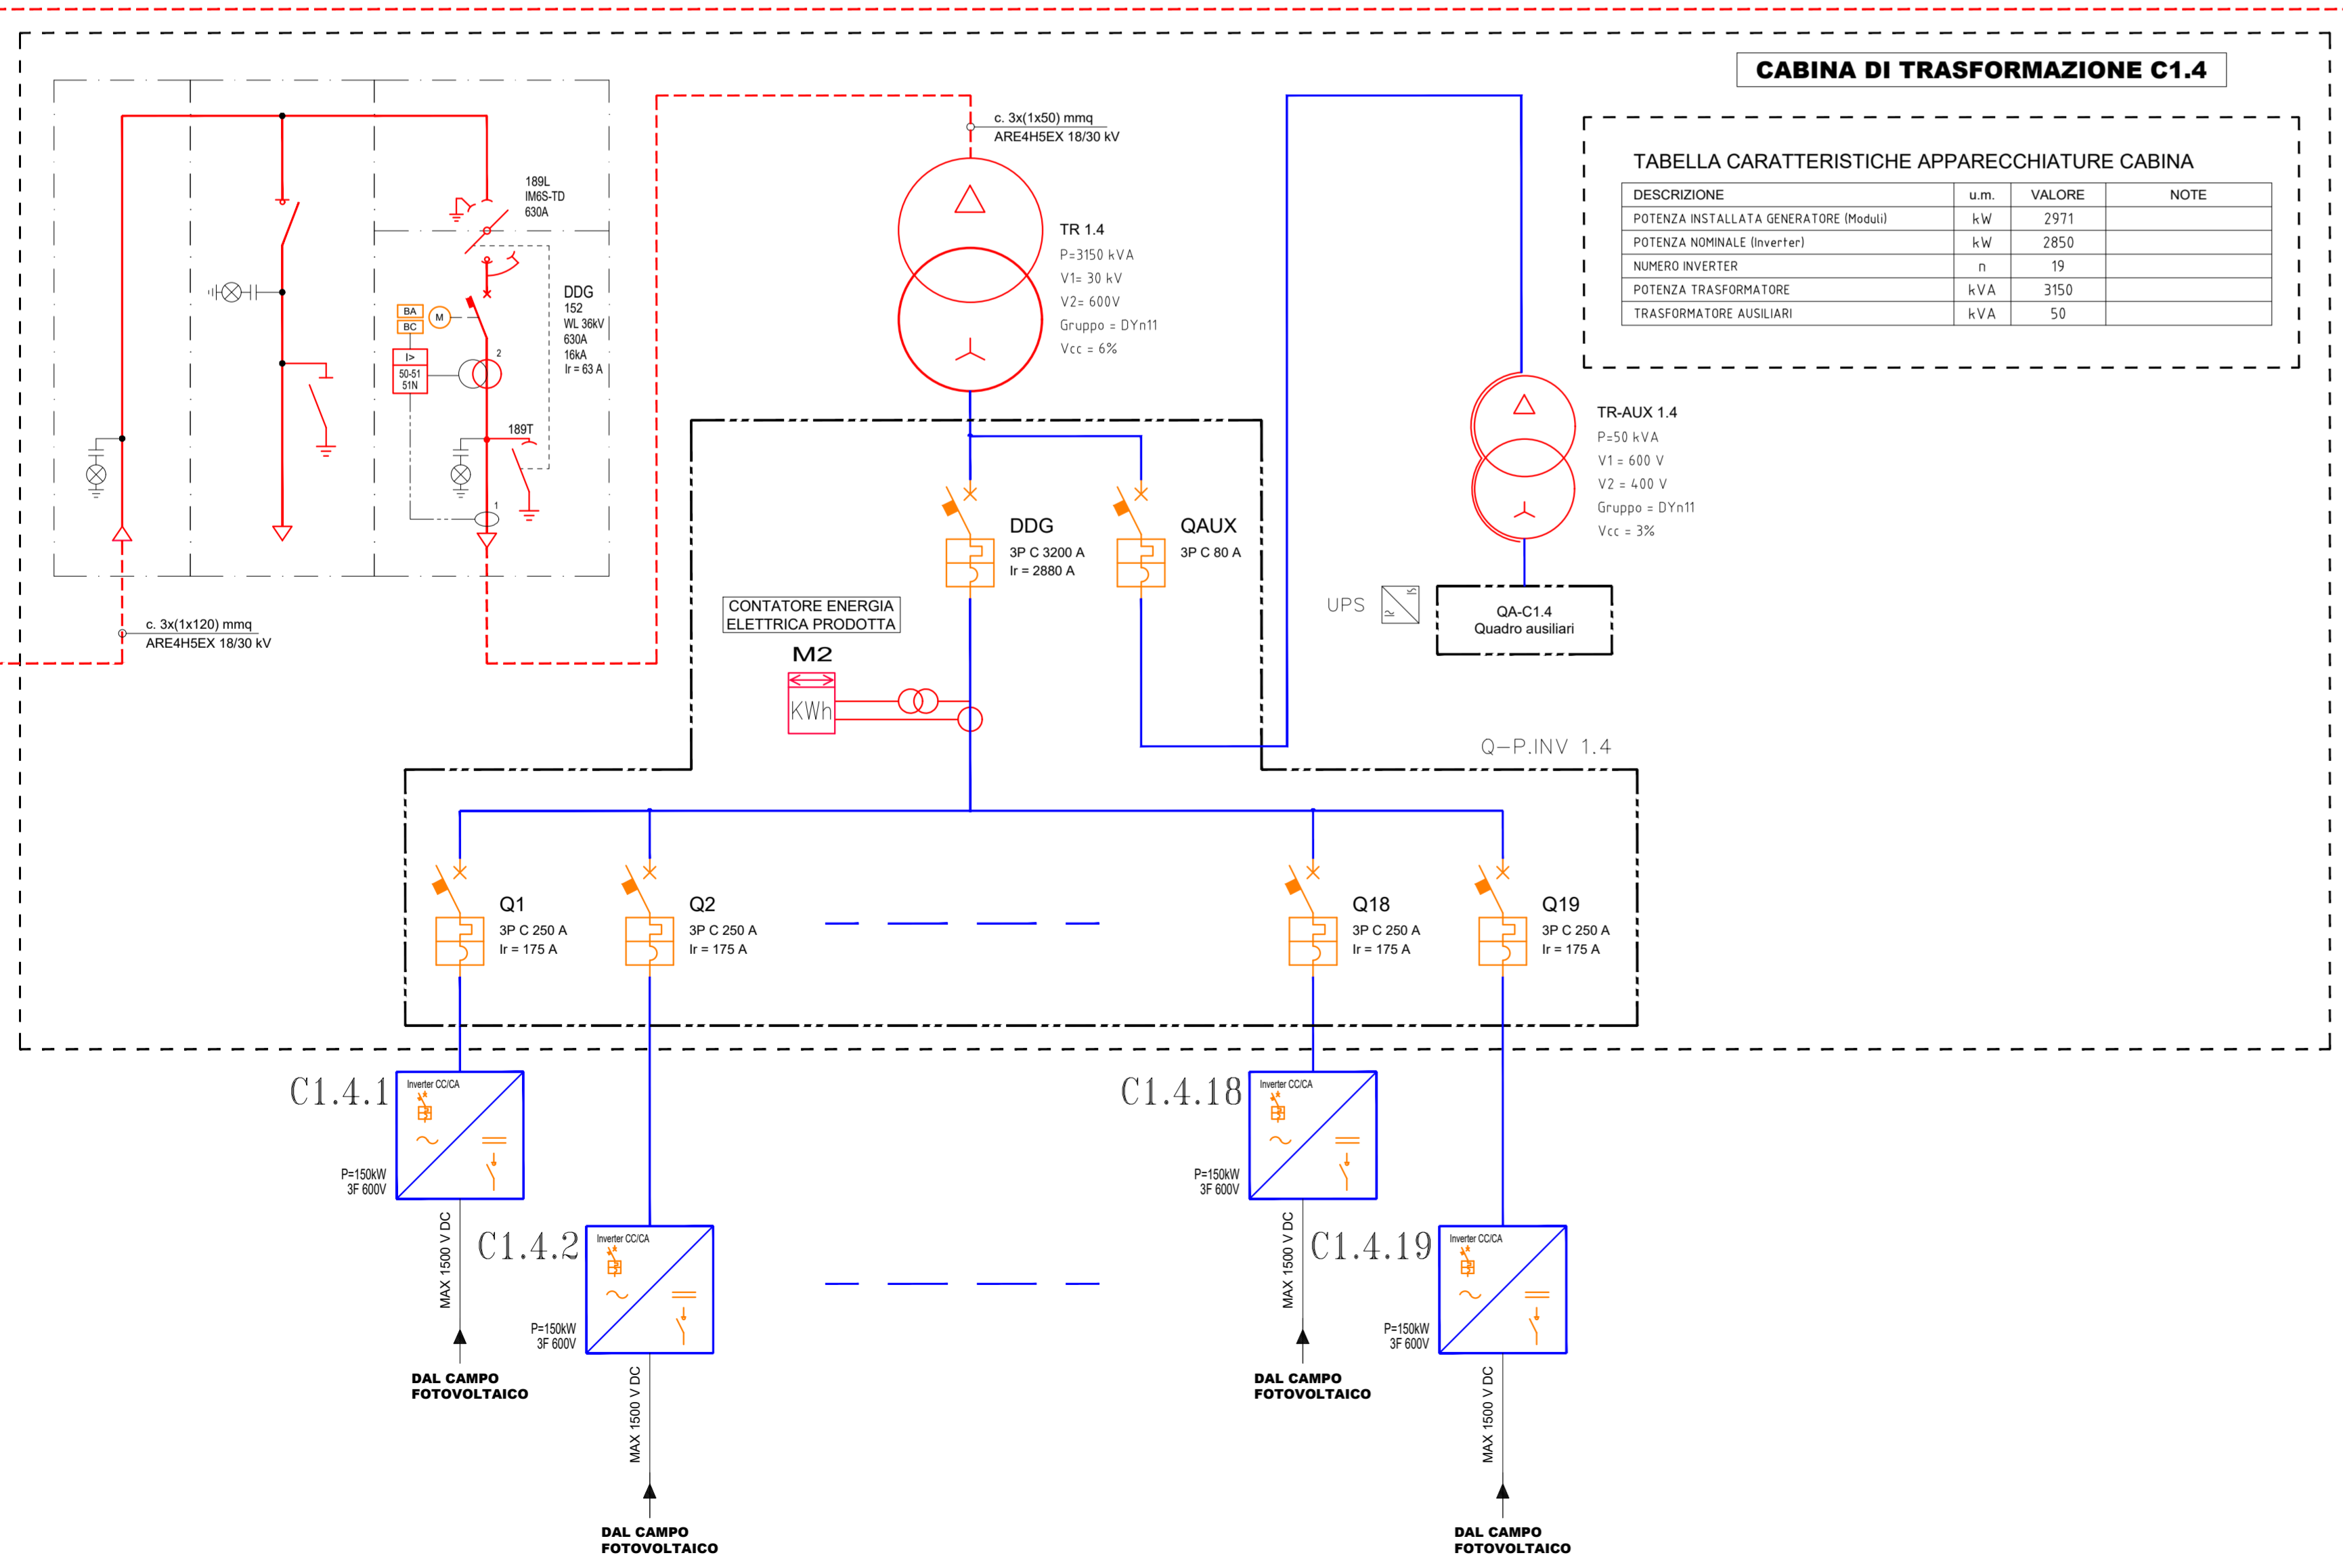 CABINA DI TRASFORMAZIONE C1.4
TABELLA CARATTERISTICHE APPARECCHIATURE CABINA
DESCRIZIONE u.m. VALORE NOTE
POTENZA INSTALLATA GENERATORE (Moduli) kW 2971
POTENZA NOMINALE (Inverter) kW 2850
NUMERO INVERTER n 19
POTENZA TRASFORMATORE kVA 3150
TRASFORMATORE AUSILIARI kVA 50
189L
IM6S-TD
630A
DDG
152
WL 36kV
630A
16kA
Ir = 63 A
BA
BC
M
I>
50-51
51N
2
189T
1
c. 3x(1x120) mmq
ARE4H5EX 18/30 kV
c. 3x(1x50) mmq
ARE4H5EX 18/30 kV
TR 1.4
P=3150 kVA
V1= 30 kV
V2= 600V
Gruppo = DYn11
Vcc = 6%
TR-AUX 1.4
P=50 kVA
V1 = 600 V
V2 = 400 V
Gruppo = DYn11
Vcc = 3%
DDG
3P C 3200 A
Ir = 2880 A
QAUX
3P C 80 A
CONTATORE ENERGIA
ELETTRICA PRODOTTA
M2
KWh
UPS
QA-C1.4
Quadro ausiliari
Q-P.INV 1.4
Q1
3P C 250 A
Ir = 175 A
Q2
3P C 250 A
Ir = 175 A
Q18
3P C 250 A
Ir = 175 A
Q19
3P C 250 A
Ir = 175 A
C1.4.1
Inverter CC/CA
P=150kW
3F 600V
MAX 1500 V DC
DAL CAMPO
FOTOVOLTAICO
C1.4.2
Inverter CC/CA
P=150kW
3F 600V
MAX 1500 V DC
DAL CAMPO
FOTOVOLTAICO
C1.4.18
Inverter CC/CA
P=150kW
3F 600V
MAX 1500 V DC
DAL CAMPO
FOTOVOLTAICO
C1.4.19
Inverter CC/CA
P=150kW
3F 600V
MAX 1500 V DC
DAL CAMPO
FOTOVOLTAICO